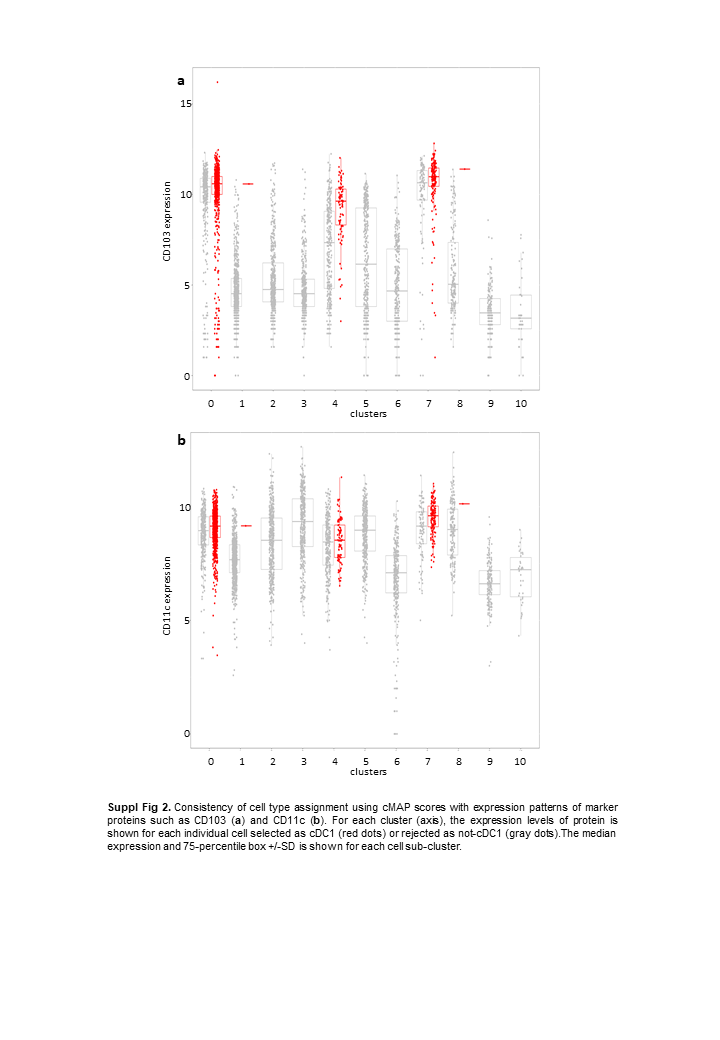 a
15
10
5
0
CD103 expression
0 1 2 3 4 5 6 7 8 9 10
clusters
b
10
5
0
CD11c expression
0 1 2 3 4 5 6 7 8 9 10
clusters
Suppl Fig 2. Consistency of cell type assignment using cMAP scores with expression patterns of marker
proteins such as CD103 (a) and CD11c (b). For each cluster (axis), the expression levels of protein is
shown for each individual cell selected as cDC1 (red dots) or rejected as not-cDC1 (gray dots).The median
expression and 75-percentile box +/-SD is shown for each cell sub-cluster.